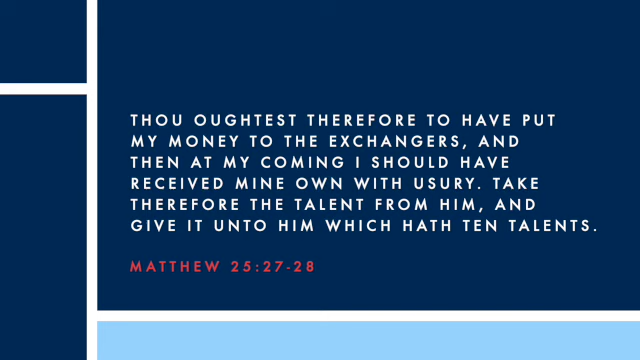 THOU OUGHTEST THEREFORE TO HAVE PUT
MY MONEY TO THE EXCHANGERS, AND
THEN AT MY COMING I SHOULD HAVE
RECEIVED MINE OWN WITH USURY. TAKE
THEREFORE THE TALENT FROM HIM, AND
GIVE IT UNTO HIM WHICH HATH TEN TALENTS.
MATTHEW 25:27-28